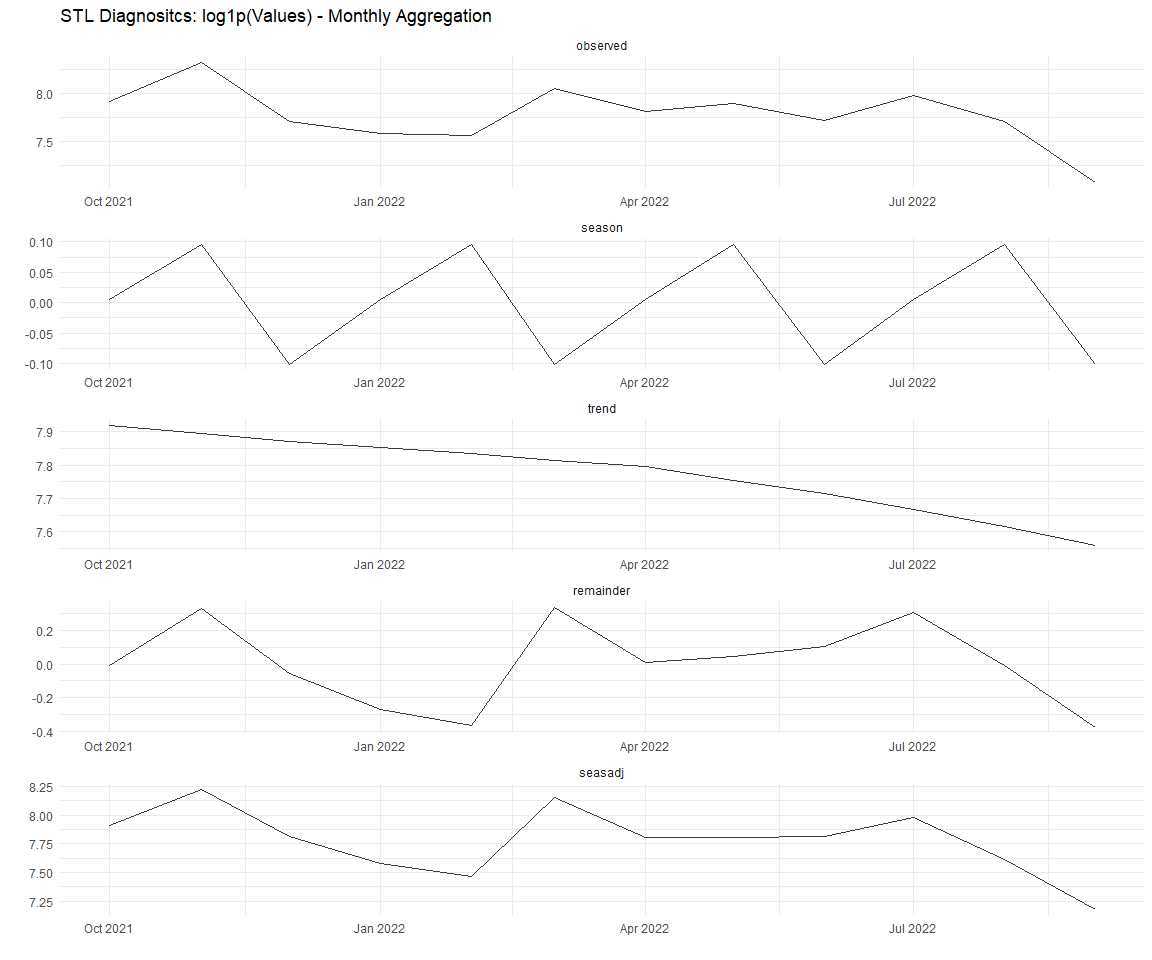 STL Diagnositcs: log1p(Values) - Monthly Aggregation
observed
8.0
7.5
Oct 2021 Jan 2022 Apr 2022 Jul 2022
season
0.10
0.05
0.00
-0.05
-0.10
Oct 2021 Jan 2022 Apr 2022 Jul 2022
trend
7.9
7.8
7.7
7.6
Oct 2021 Jan 2022 Apr 2022 Jul 2022
remainder
0.2
0.0
-0.2
-0.4
Oct 2021 Jan 2022 Apr 2022 Jul 2022
seasadj
8.25
8.00
7.75
7.50
7.25
Oct 2021 Jan 2022 Apr 2022 Jul 2022